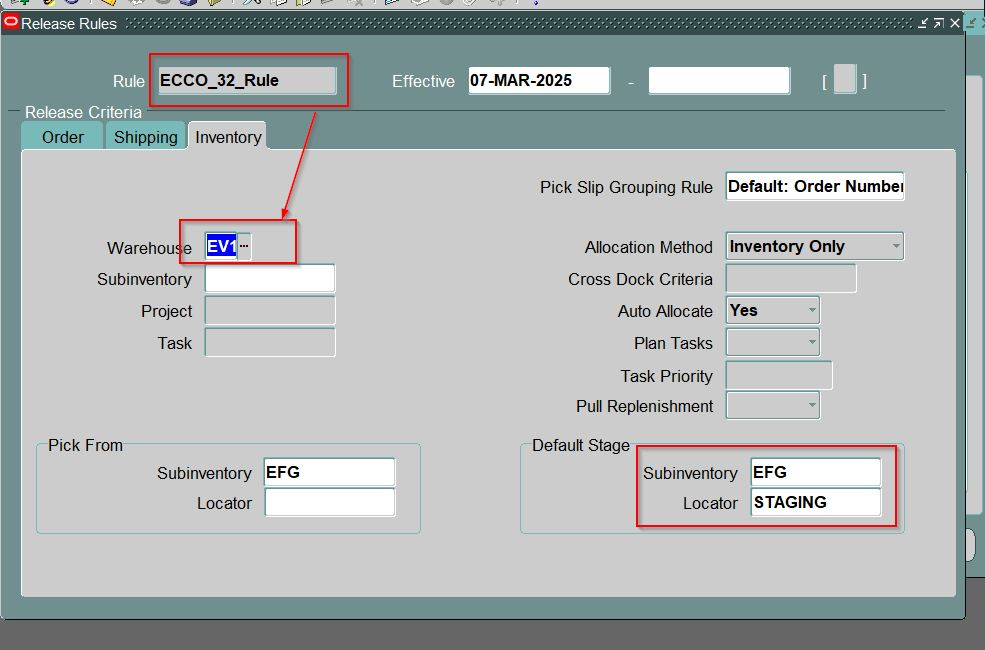 Release Rules
Rule ECCO_32_Rule Effective 07-MAR-2025 - [ ]
Release Criteria
Order Shipping Inventory
Pick Slip Grouping Rule Default: Order Number
Warehouse EV1 ... Allocation Method Inventory Only
Subinventory Cross Dock Criteria
Project Auto Allocate Yes
Task Plan Tasks
Task Priority
Pull Replenishment
Pick From Default Stage
Subinventory EFG Subinventory EFG
Locator Locator STAGING